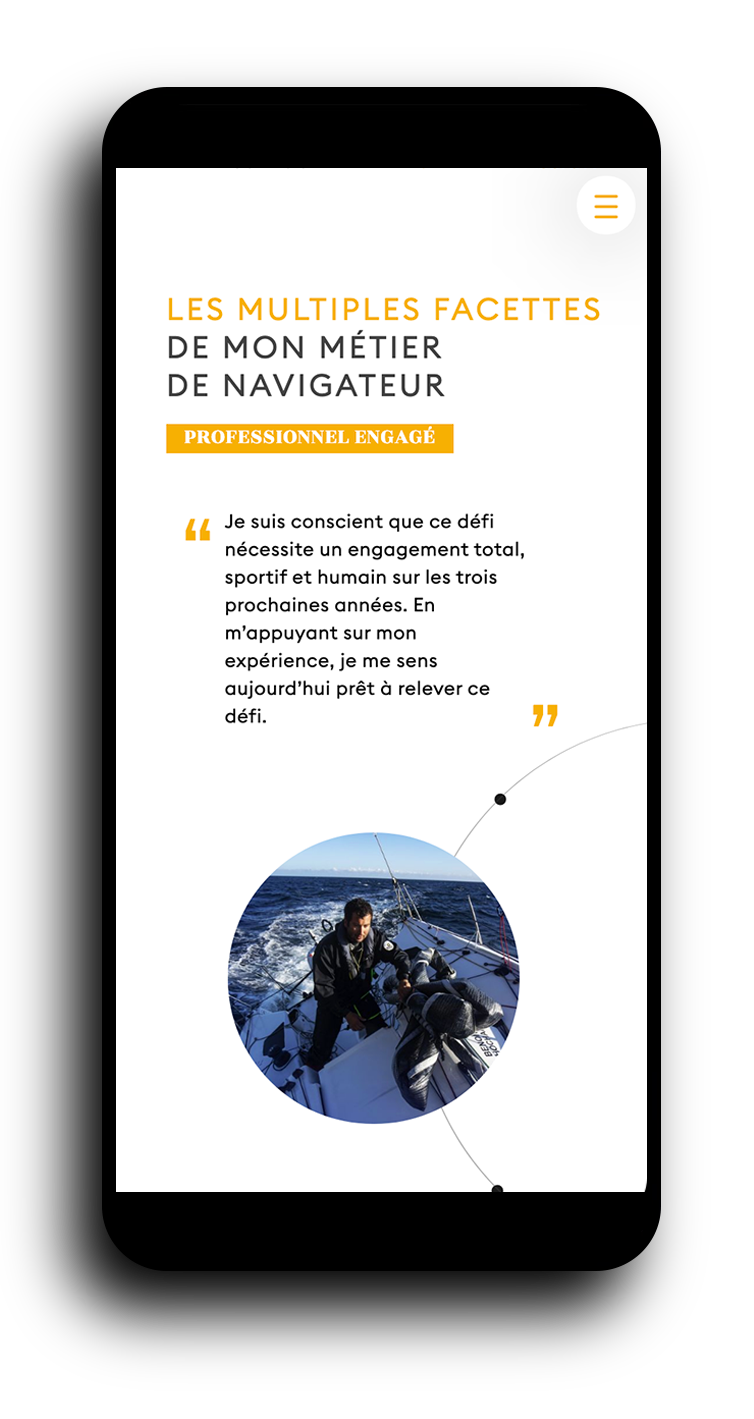 LES MULTIPLES FACETTES
DE MON MÉTIER
DE NAVIGATEUR
PROFESSIONNEL ENGAGÉ
“ Je suis conscient que ce défi
nécessite un engagement total,
sportif et humain sur les trois
prochaines années. En
m’appuyant sur mon
expérience, je me sens
aujourd’hui prêt à relever ce
défi. ”